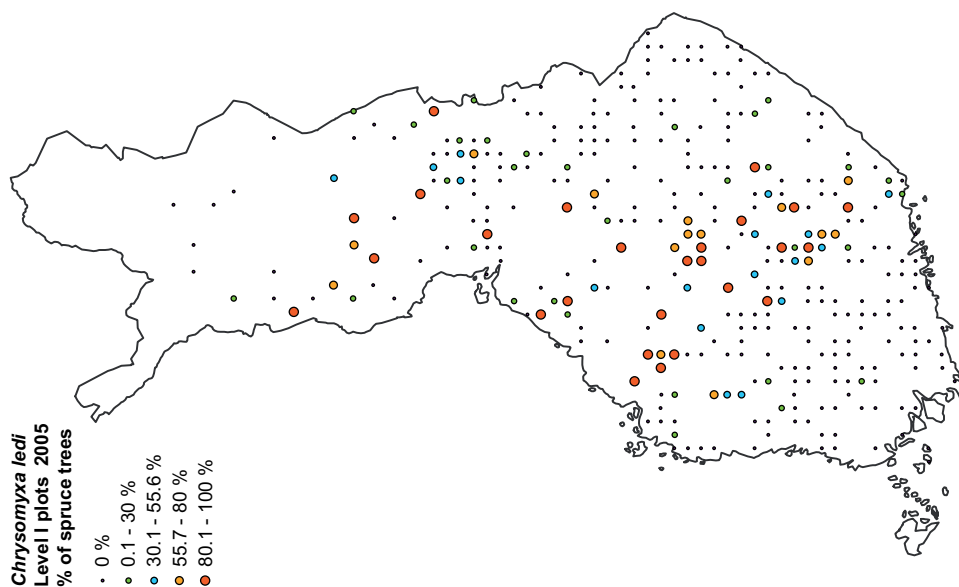 Chrysomyxa ledi
Level I plots 2005
% of spruce trees
0 %
0.1 - 30 %
30.1 - 55.6 %
55.7 - 80 %
80.1 - 100 %